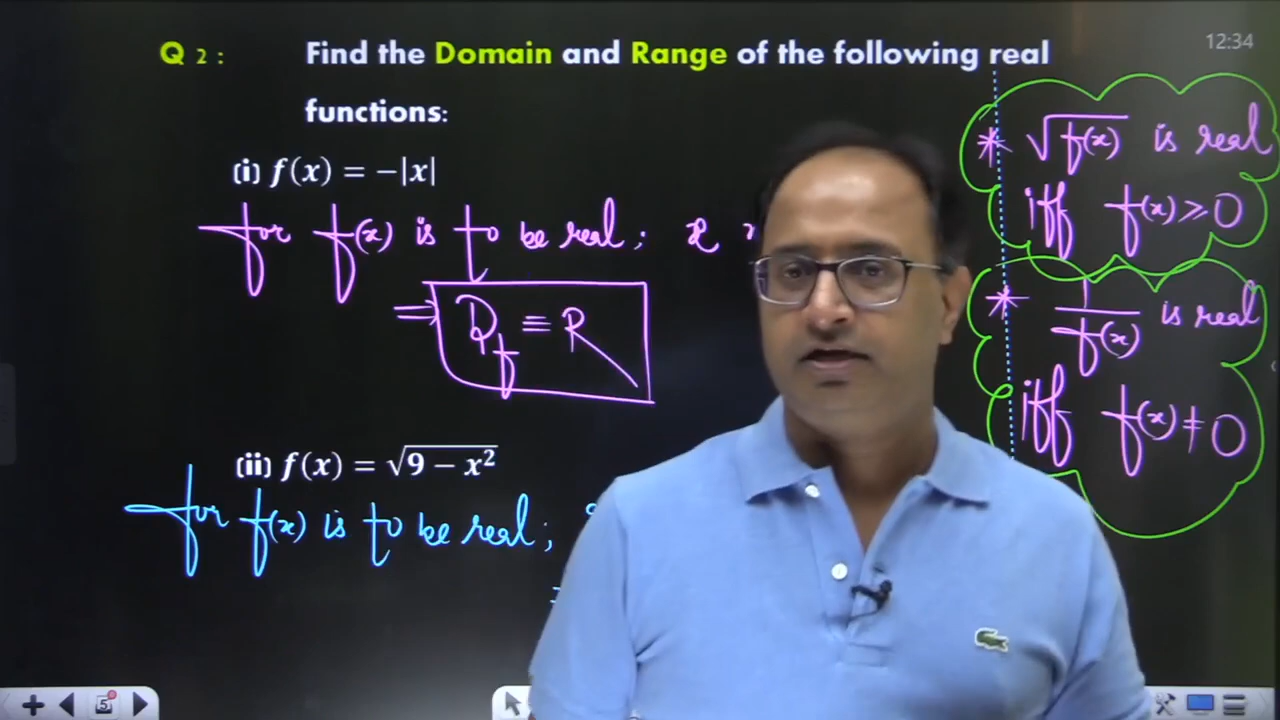 12:34
Q 2 : Find the Domain and Range of the following real
functions:
(i) f(x) = −|x|
for f(x) is to be real;
⇒ D_f ≡ R
(ii) f(x) = √(9 − x²)
for f(x) is to be real;
* √f(x) is real
iff f(x) ≥ 0
* 1/f(x) is real
iff f(x) ≠ 0
5